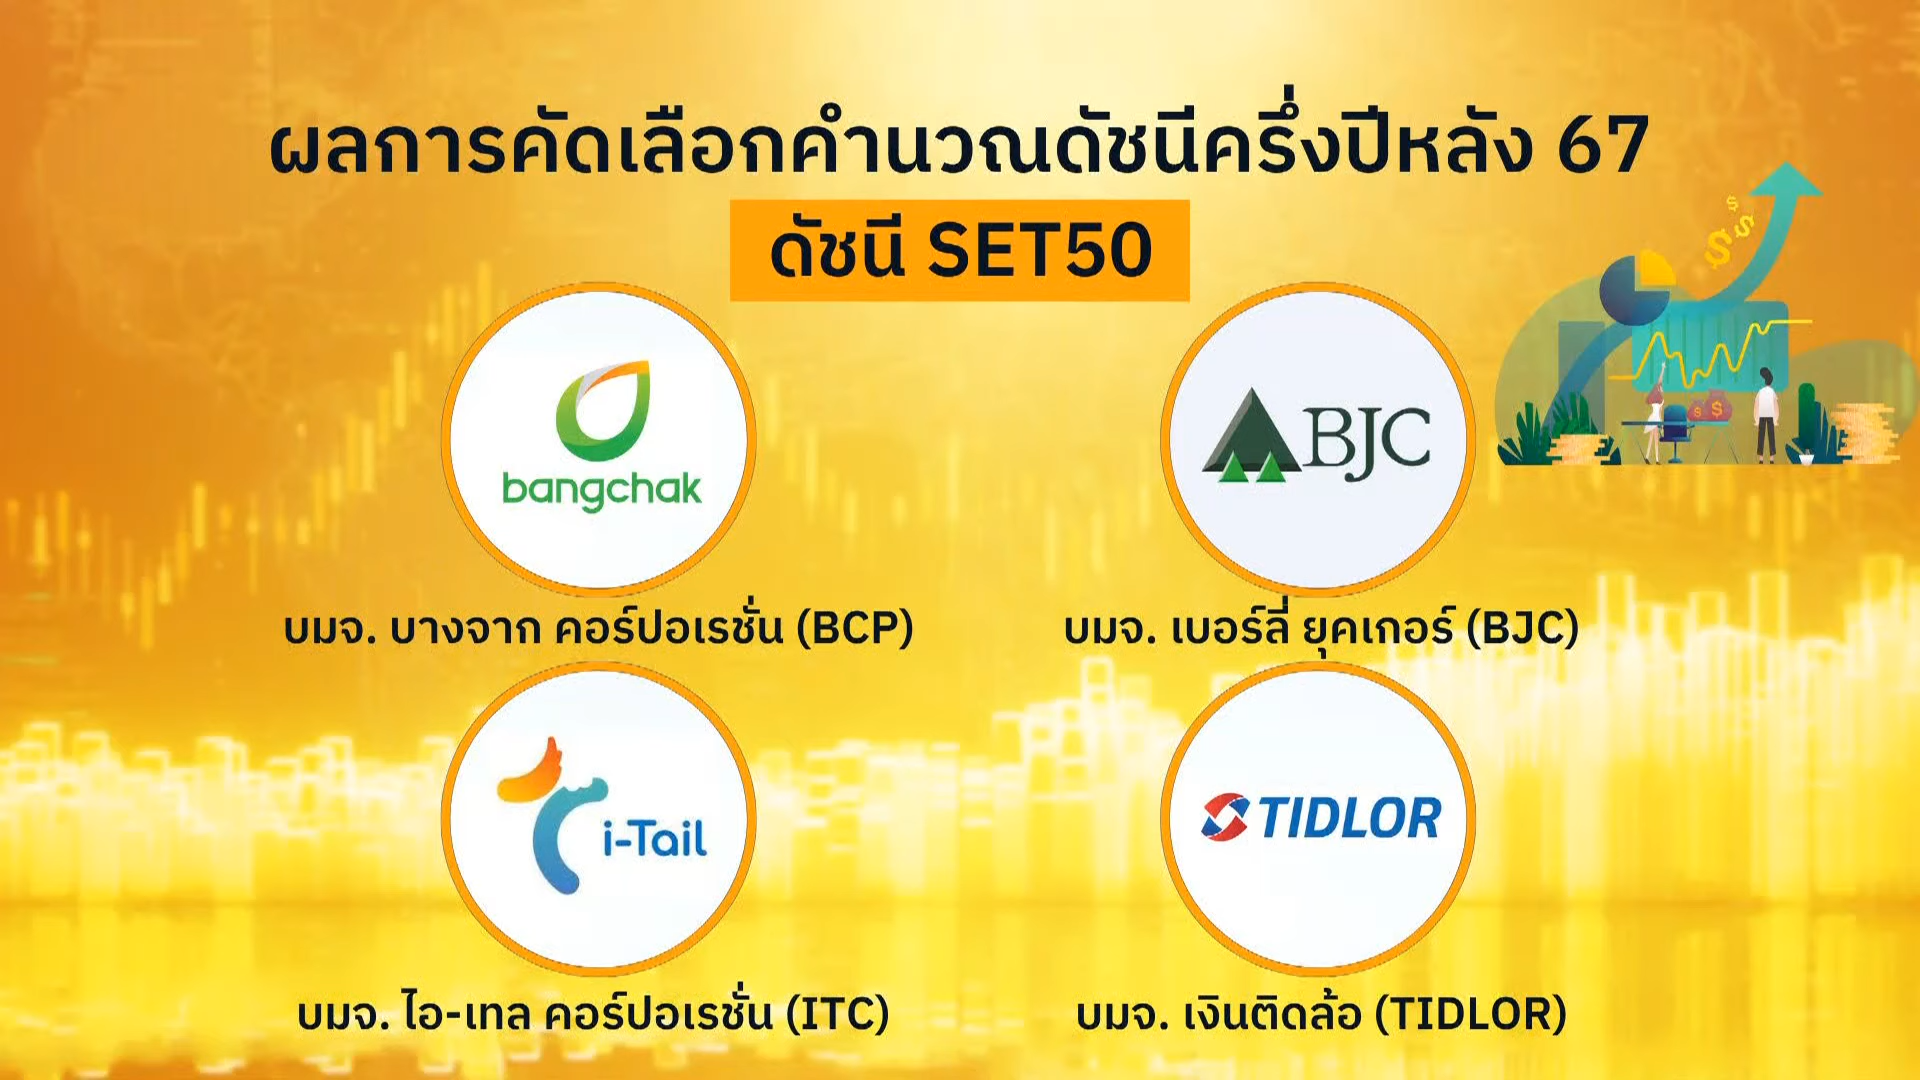 ผลการคัดเลือกคำนวณดัชนีครึ่งปีหลัง 67
ดัชนี SET50
bangchak
BJC
บมจ. บางจาก คอร์ปอเรชั่น (BCP)
บมจ. เบอร์ลี่ ยุคเกอร์ (BJC)
i-Tail
TIDLOR
บมจ. ไอ-เทล คอร์ปอเรชั่น (ITC)
บมจ. เงินติดล้อ (TIDLOR)